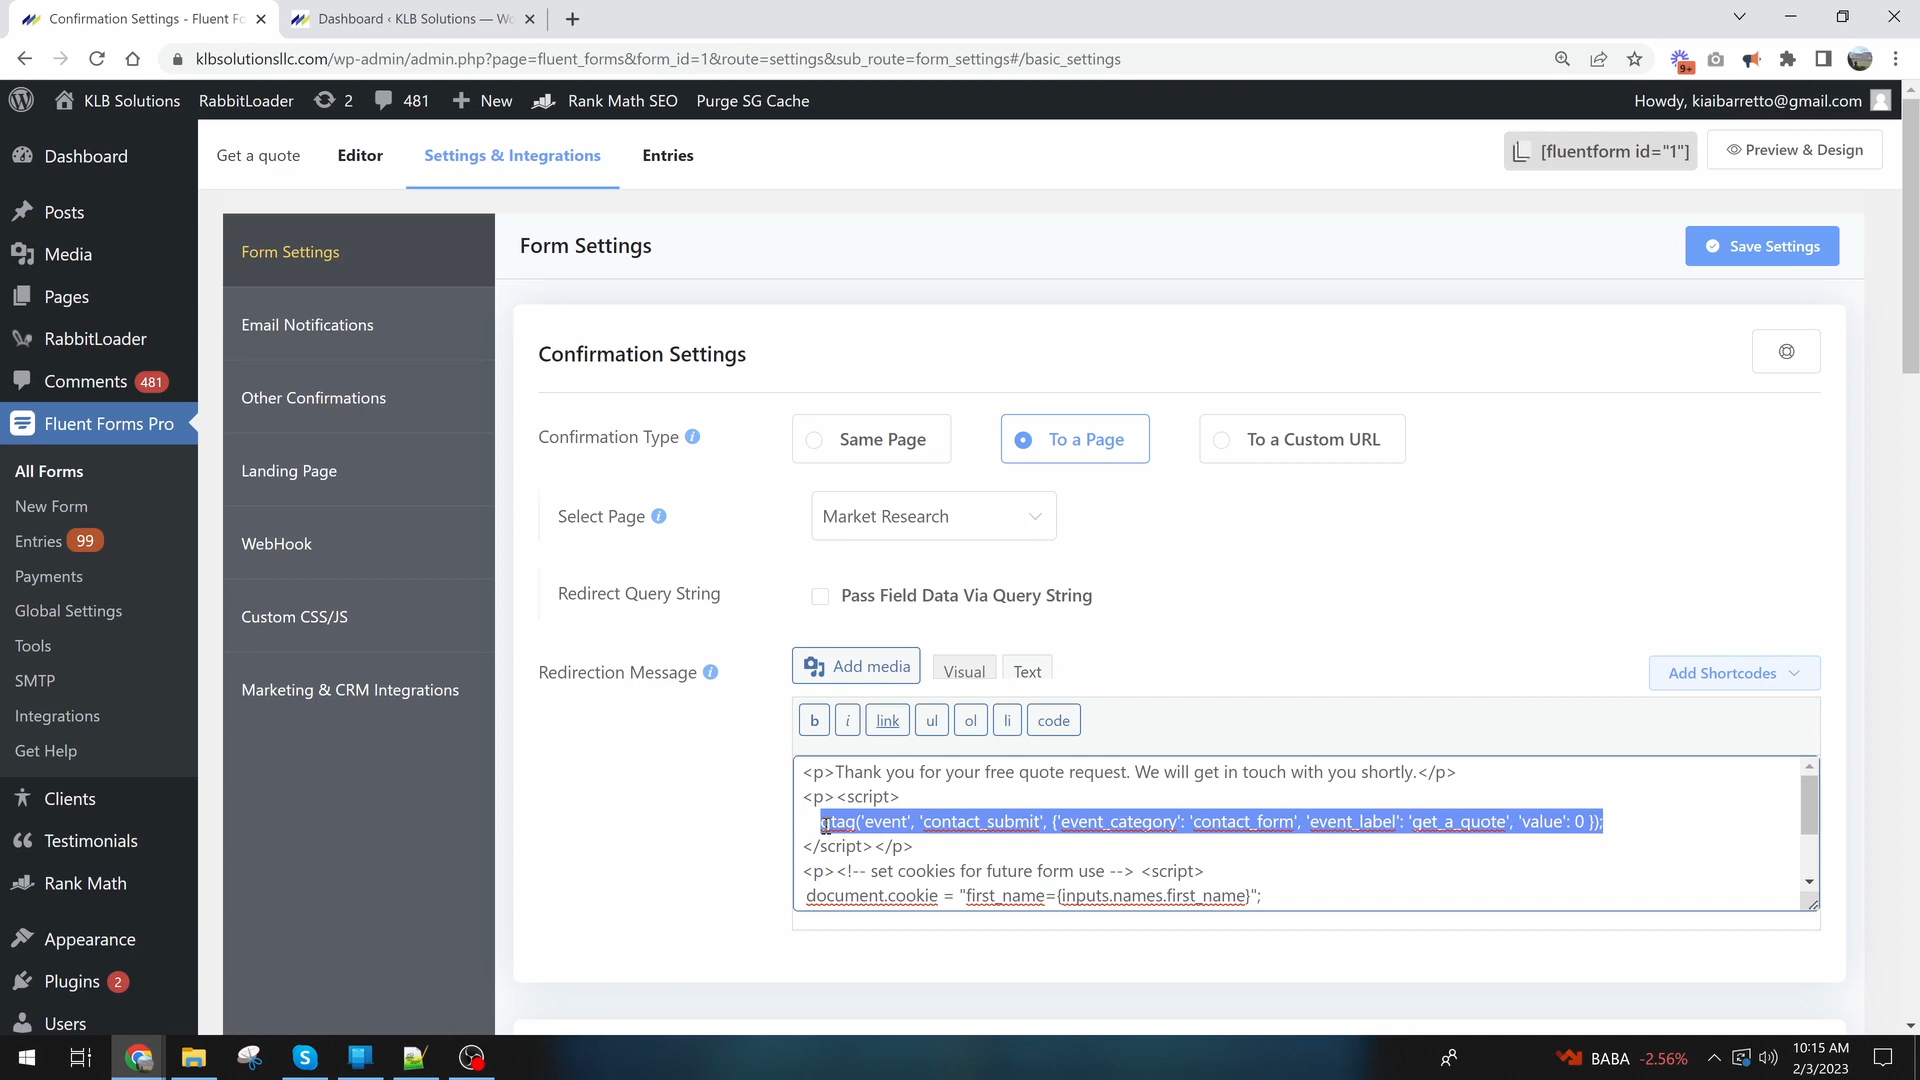 Confirmation Settings - Fluent Fo
Dashboard ‹ KLB Solutions — Wo
klbsolutionsllc.com/wp-admin/admin.php?page=fluent_forms&form_id=1&route=settings&sub_route=form_settings#/basic_settings
9+
KLB Solutions
RabbitLoader
2
481
New
Rank Math SEO
Purge SG Cache
Howdy, kiaibarretto@gmail.com
Dashboard
Posts
Media
Pages
RabbitLoader
Comments 481
Fluent Forms Pro
All Forms
New Form
Entries 99
Payments
Global Settings
Tools
SMTP
Integrations
Get Help
Clients
Testimonials
Rank Math
Appearance
Plugins 2
Users
Get a quote
Editor
Settings & Integrations
Entries
[fluentform id="1"]
Preview & Design
Form Settings
Email Notifications
Other Confirmations
Landing Page
WebHook
Custom CSS/JS
Marketing & CRM Integrations
Form Settings
Save Settings
Confirmation Settings
Confirmation Type
Same Page
To a Page
To a Custom URL
Select Page
Market Research
Redirect Query String
Pass Field Data Via Query String
Redirection Message
Add media
Visual
Text
Add Shortcodes
b
i
link
ul
ol
li
code
<p>Thank you for your free quote request. We will get in touch with you shortly.</p>
<p><script>
gtag('event', 'contact_submit', {'event_category': 'contact_form', 'event_label': 'get_a_quote', 'value': 0 });
</script></p>
<p><!-- set cookies for future form use --> <script>
document.cookie = "first_name={inputs.names.first_name}";
BABA -2.56%
10:15 AM
2/3/2023